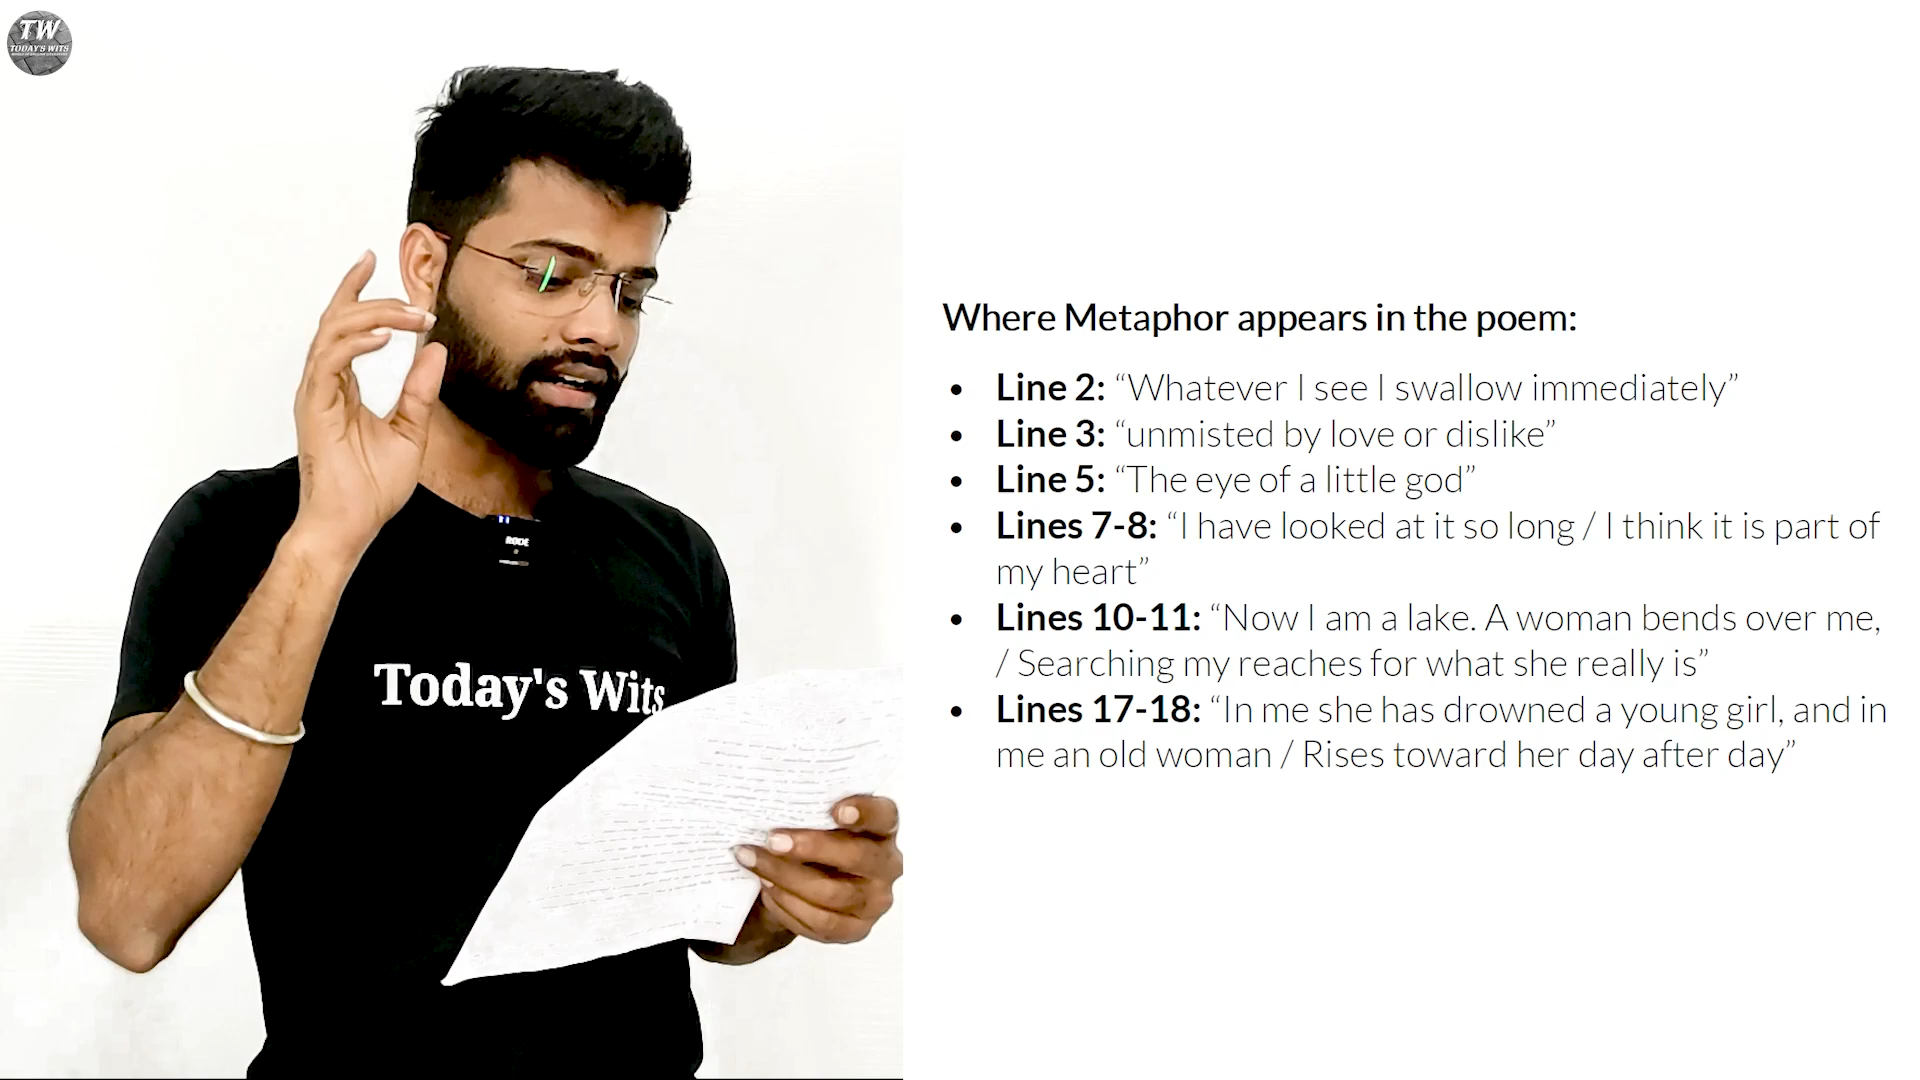 TW
TODAY'S WITS
RODE
Today's Wits
Where Metaphor appears in the poem:
• Line 2: “Whatever I see I swallow immediately”
• Line 3: “unmisted by love or dislike”
• Line 5: “The eye of a little god”
• Lines 7-8: “I have looked at it so long / I think it is part of
my heart”
• Lines 10-11: “Now I am a lake. A woman bends over me,
/ Searching my reaches for what she really is”
• Lines 17-18: “In me she has drowned a young girl, and in
me an old woman / Rises toward her day after day”